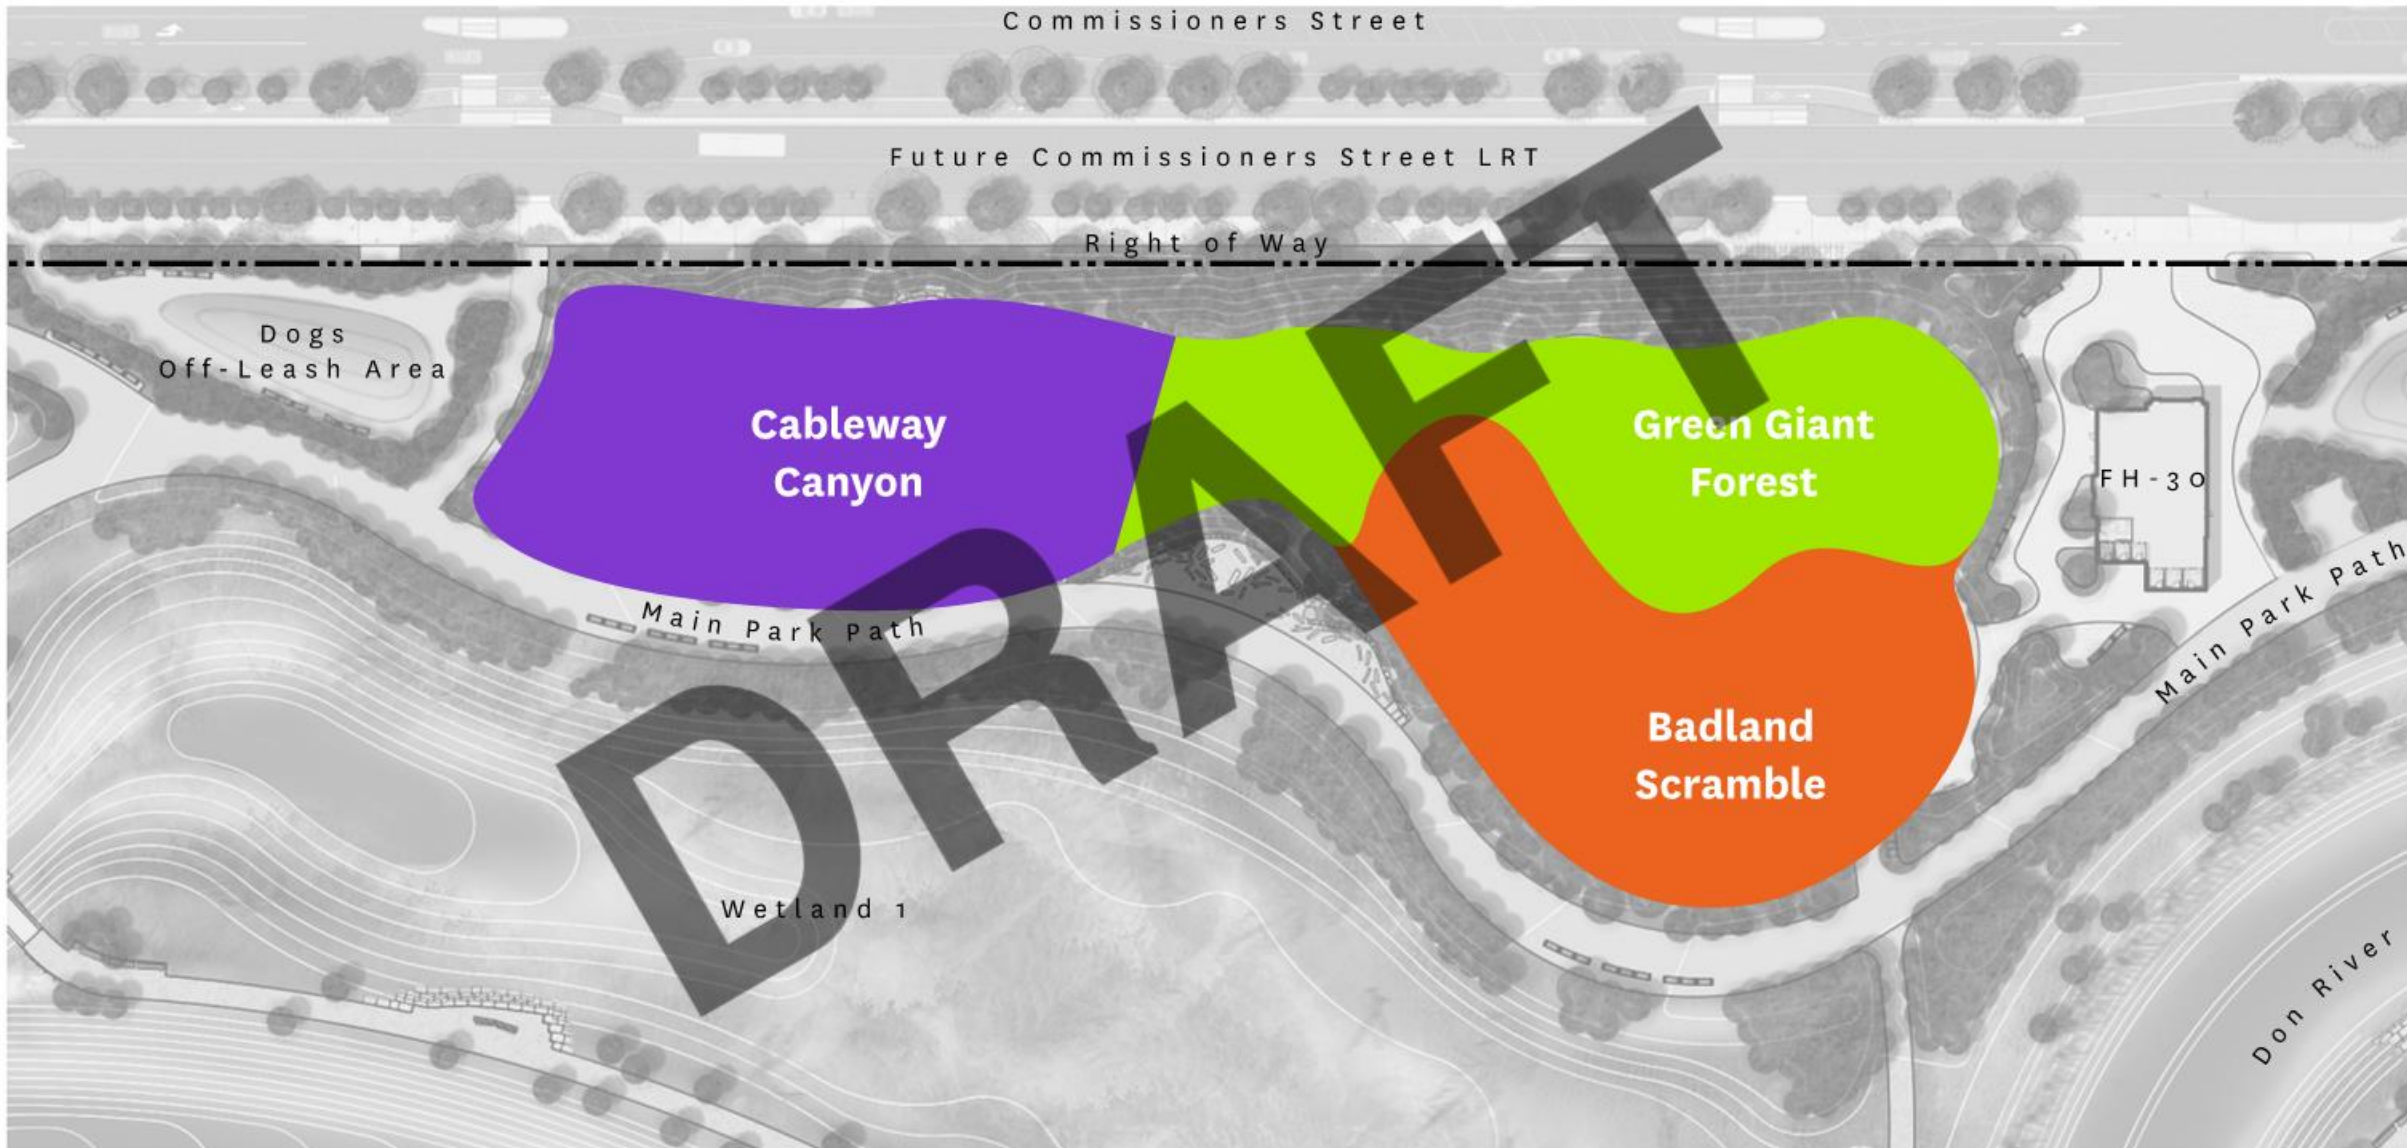 Commissioners Street
Future Commissioners Street LRT
Right of Way
Dogs
Off-Leash Area
Cableway
Canyon
Green Giant
Forest
FH-30
Main Park Path
Main Park Path
Badland
Scramble
Wetland 1
Don River
DRAFT